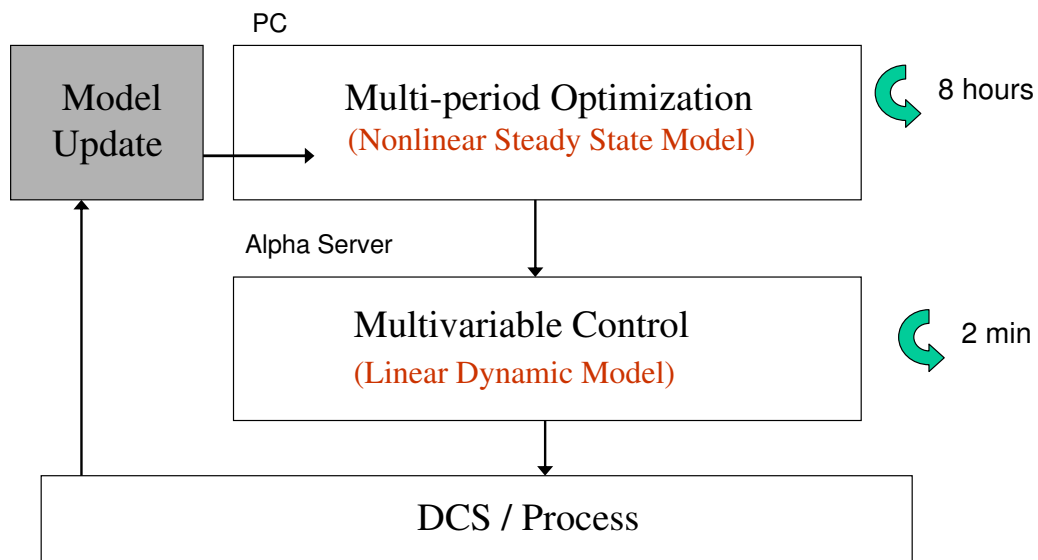 PC
Model
Update
Multi-period Optimization
(Nonlinear Steady State Model)
8 hours
Alpha Server
Multivariable Control
(Linear Dynamic Model)
2 min
DCS / Process